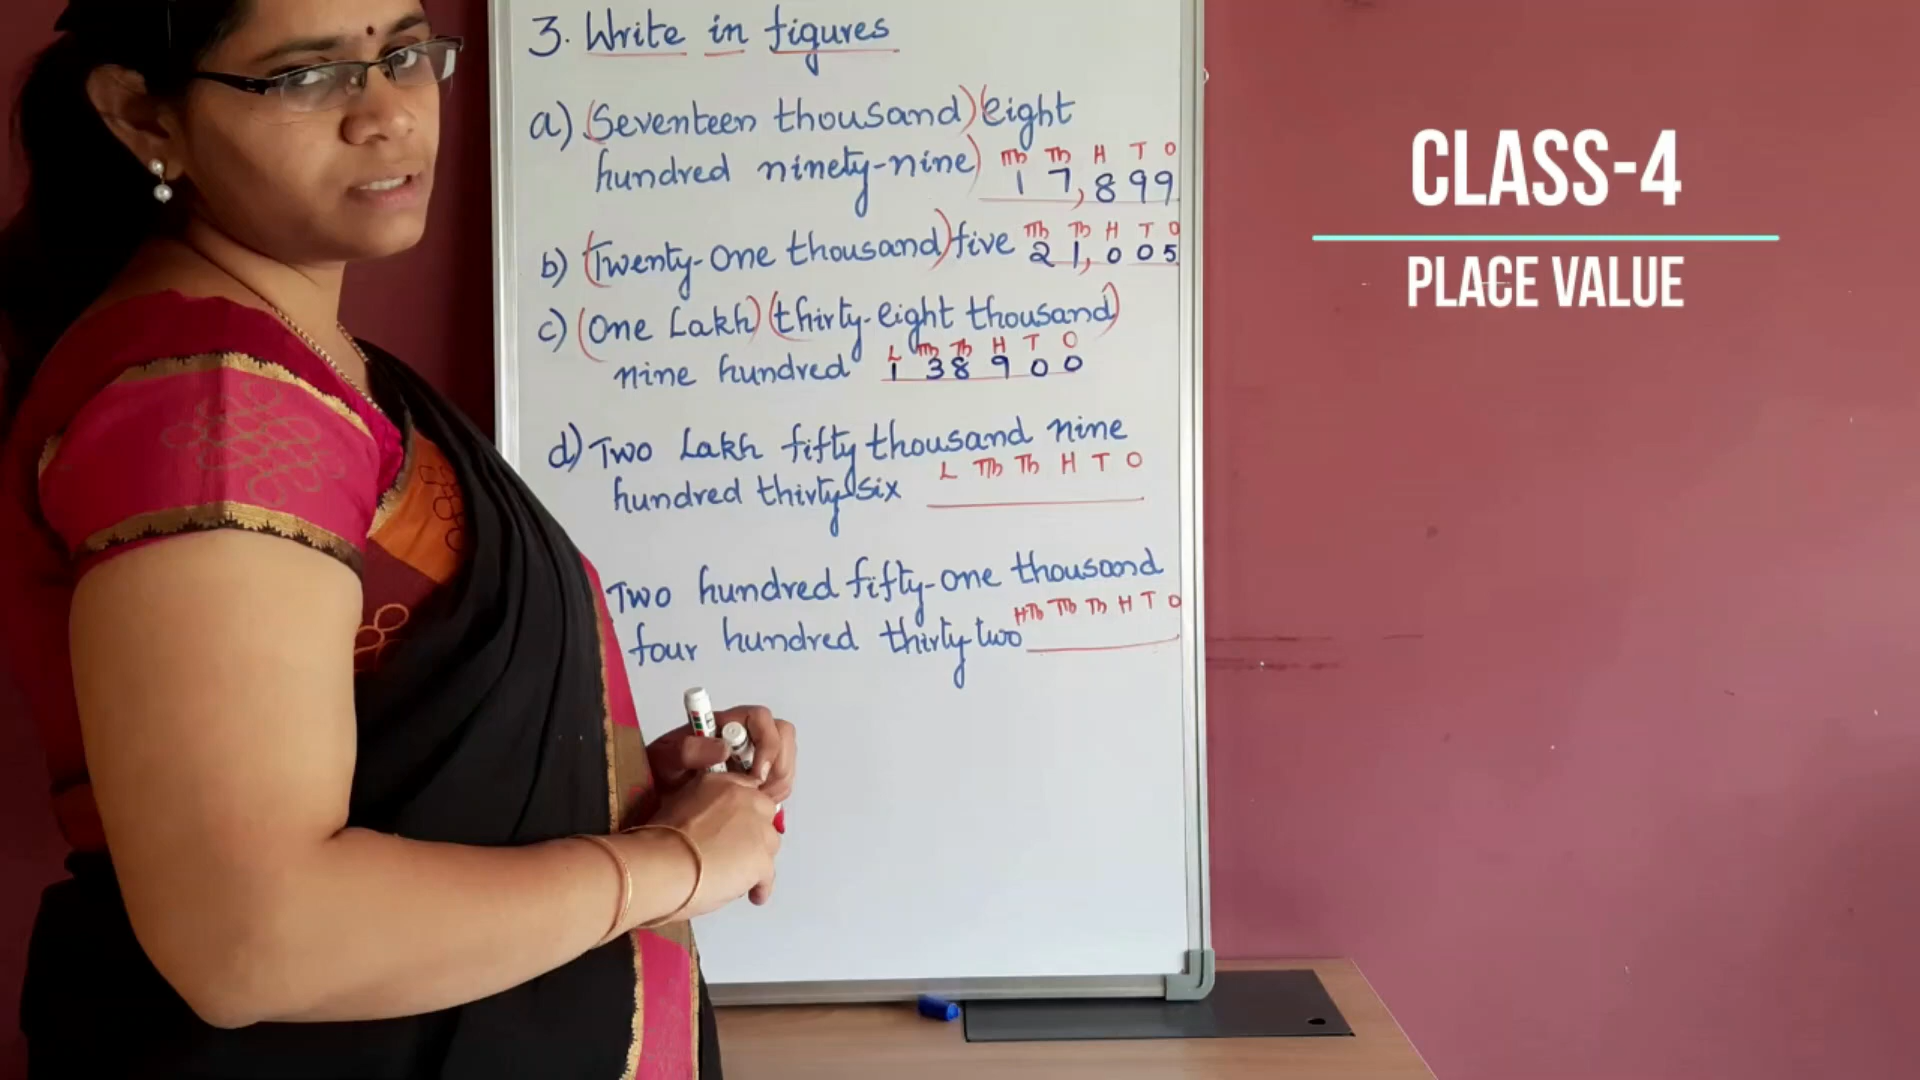 3. Write in figures
a) (Seventeen thousand) (eight
hundred ninety-nine) TTh Th H T O
1 7, 8 9 9
b) (Twenty-One thousand) five TTh Th H T O
2 1, 0 0 5
c) (One Lakh) (thirty-eight thousand)
L TTh Th H T O
nine hundred 1 3 8 9 0 0
d) Two Lakh fifty thousand nine
L TTh Th H T O
hundred thirty six
Two hundred fifty-one thousand
HTh TTh Th H T O
four hundred thirty two
CLASS-4
PLACE VALUE